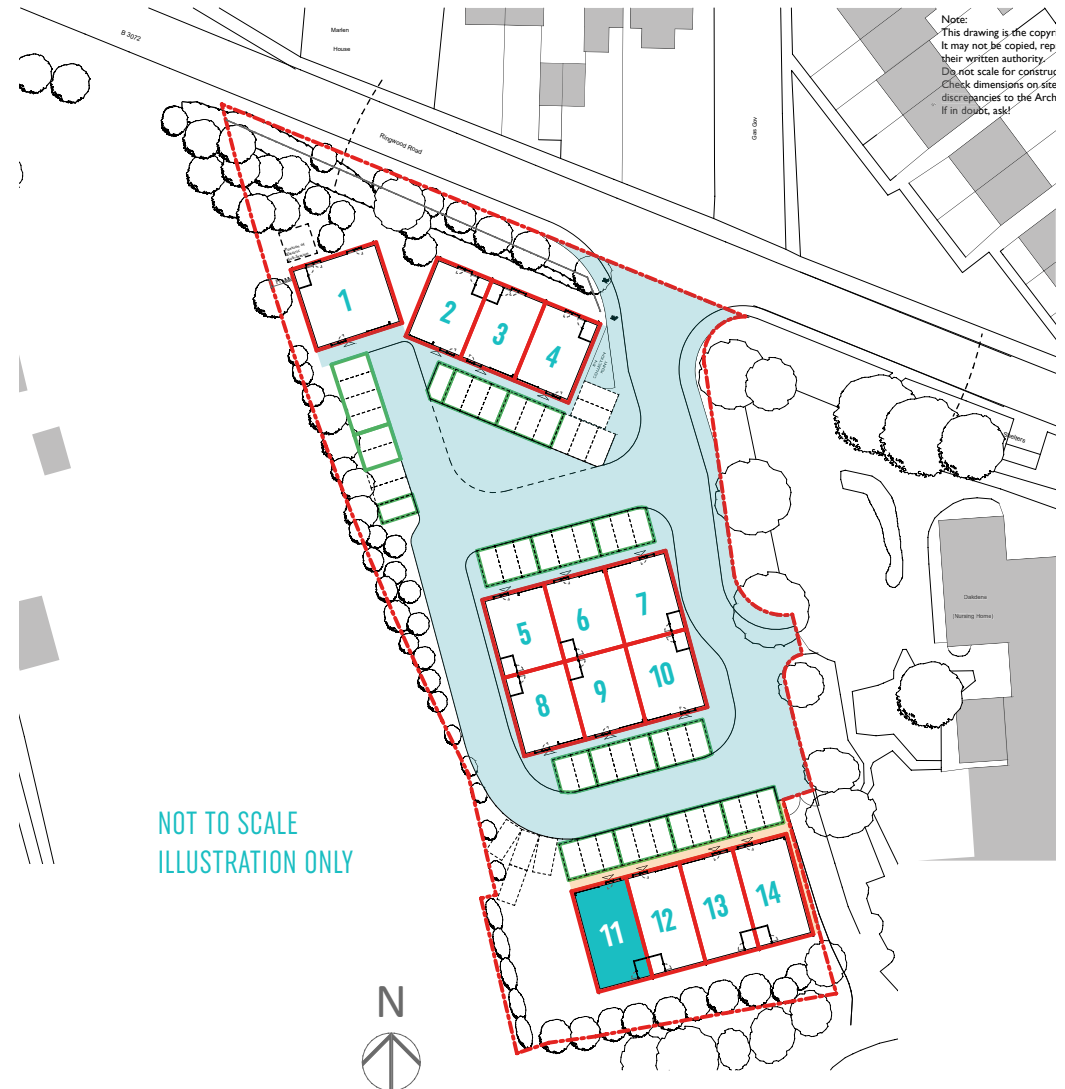 Note:
This drawing is the copyr
It may not be copied, rep
their written authority.
Do not scale for construc
Check dimensions on site
discrepancies to the Arch
If in doubt, ask!
B 3072
Marlen
House
Ringwood Road
Gas Gov
1
2
3
4
5
6
7
8
9
10
11
12
13
14
Oakdene
(Nursing Home)
NOT TO SCALE
ILLUSTRATION ONLY
N